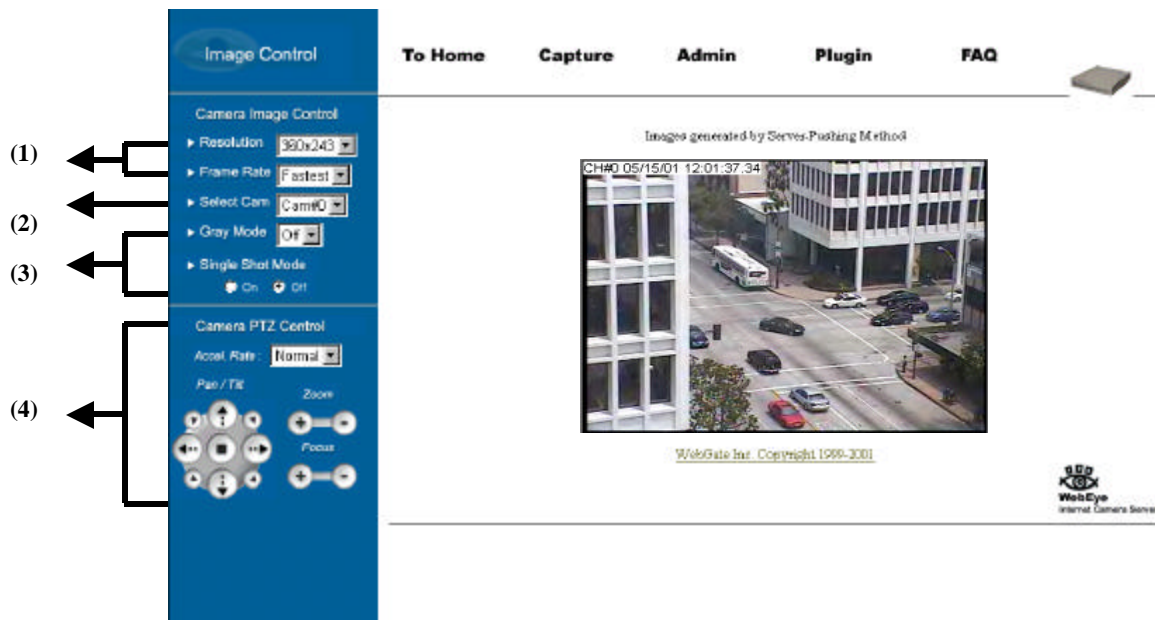 Image Control
To Home Capture Admin Plugin FAQ
Camera Image Control
(1)
Resolution 360x243
Frame Rate Fastest
(2)
Select Cam Cam#0
Gray Mode Off
(3)
Single Shot Mode
On Off
Camera PTZ Control
Accel. Rate : Normal
(4)
Pan / Tilt
Zoom
+ -
Focus
+ -
Images generated by Server-Pushing Method
CH#0 05/15/01 12:01:37.34
WebGate Inc. Copyright 1999-2001
WebEye
Internet Camera Server